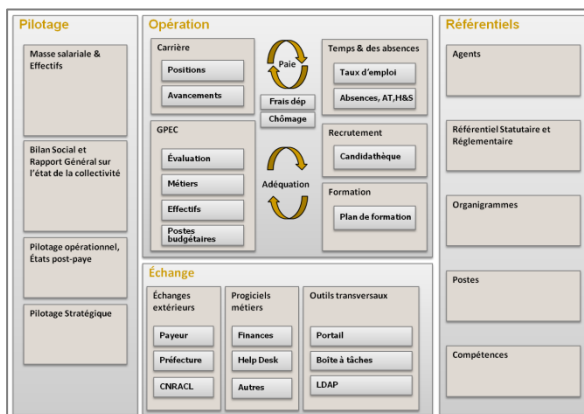 Pilotage
Masse salariale &
Effectifs
Bilan Social et
Rapport Général sur
l'état de la collectivité
Pilotage opérationnel,
États post-paye
Pilotage Stratégique
Opération
Carrière
Positions
Avancements
Paie
Frais dép
Chômage
Temps & des absences
Taux d'emploi
Absences, AT,H&S
GPEC
Évaluation
Métiers
Effectifs
Postes
budgétaires
Adéquation
Recrutement
Candidathèque
Formation
Plan de formation
Échange
Échanges
extérieurs
Payeur
Préfecture
CNRACL
Progiciels
métiers
Finances
Help Desk
Autres
Outils transversaux
Portail
Boîte à tâches
LDAP
Référentiels
Agents
Référentiel Statutaire et
Réglementaire
Organigrammes
Postes
Compétences